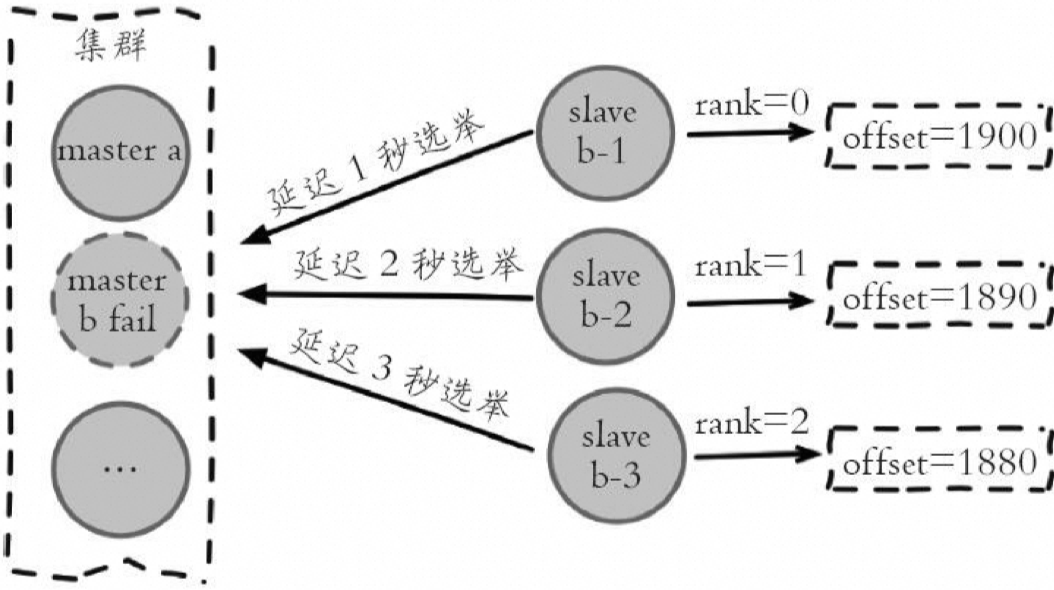 集群
master a
master
b fail
...
延迟 1 秒选举
延迟 2 秒选举
延迟 3 秒选举
slave
b-1
rank=0
offset=1900
slave
b-2
rank=1
offset=1890
slave
b-3
rank=2
offset=1880